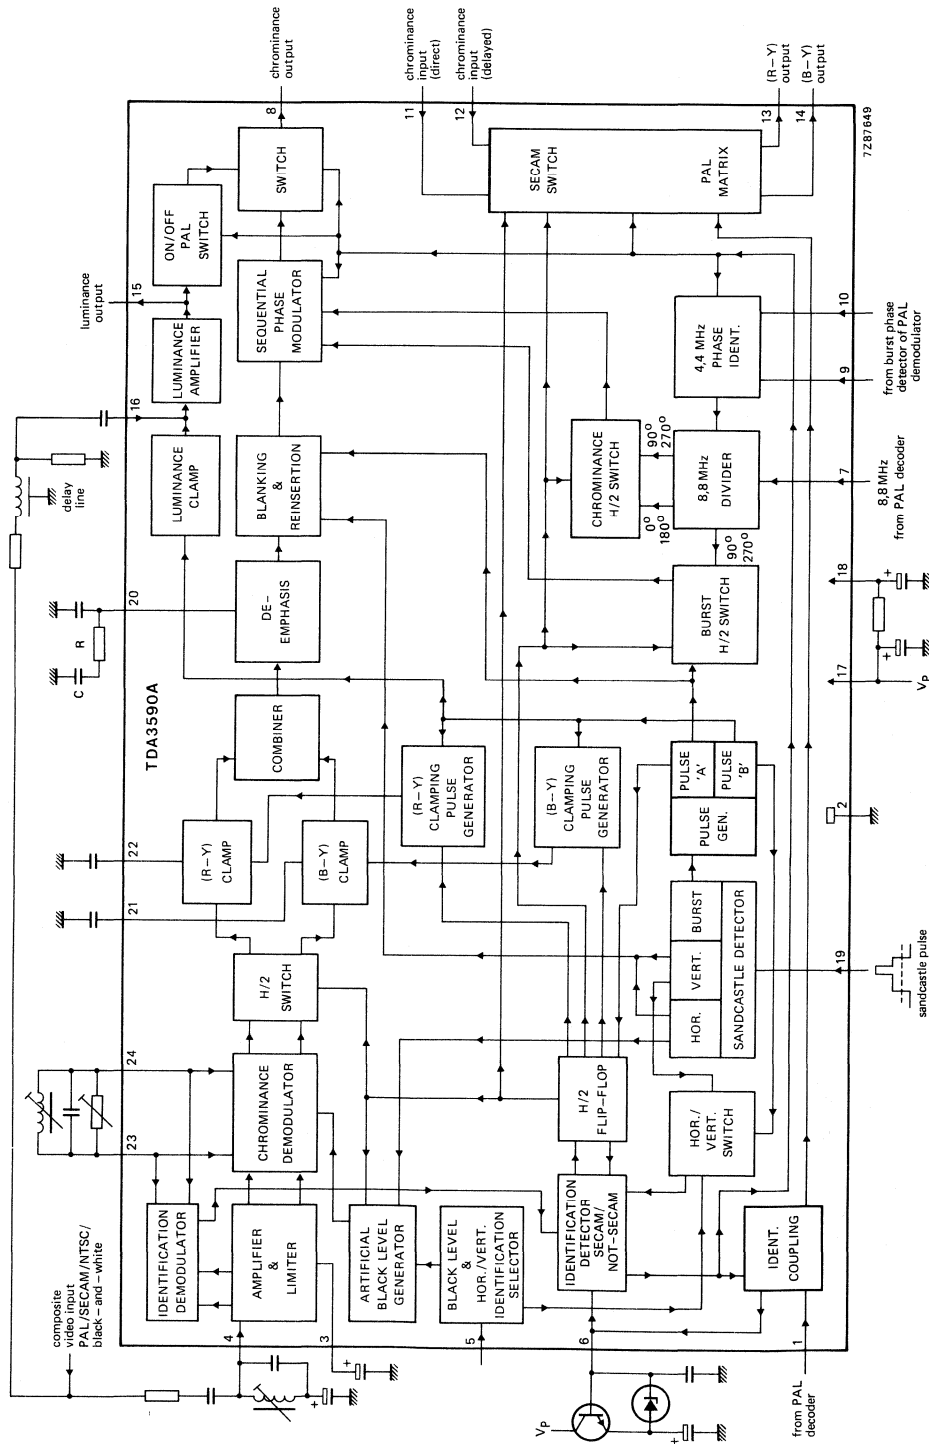 composite
video input
PAL/SECAM/NTSC/
black-and-white
delay
line
luminance
output
chrominance
output
chrominance
input
(direct)
chrominance
input
(delayed)
(R-Y)
output
(B-Y)
output
TDA3590A
C
R
23
24
21
22
20
16
15
8
11
12
13
14
4
3
5
6
1
19
2
17
18
7
9
10
IDENTIFICATION
DEMODULATOR
AMPLIFIER
&
LIMITER
CHROMINANCE
DEMODULATOR
H/2
SWITCH
(R-Y)
CLAMP
(B-Y)
CLAMP
COMBINER
DE-
EMPHASIS
LUMINANCE
CLAMP
BLANKING
&
REINSERTION
LUMINANCE
AMPLIFIER
SEQUENTIAL
PHASE
MODULATOR
ON/OFF
PAL
SWITCH
SWITCH
ARTIFICIAL
BLACK LEVEL
GENERATOR
BLACK LEVEL
&
HOR./VERT.
IDENTIFICATION
SELECTOR
(R-Y)
CLAMPING
PULSE
GENERATOR
(B-Y)
CLAMPING
PULSE
GENERATOR
IDENTIFICATION
DETECTOR
SECAM/
NOT-SECAM
H/2
FLIP-FLOP
HOR./
VERT.
SWITCH
HOR.
VERT.
BURST
SANDCASTLE DETECTOR
PULSE
GEN.
PULSE
'A'
PULSE
'B'
BURST
H/2 SWITCH
CHROMINANCE
H/2 SWITCH
0°
180°
90°
270°
90°
270°
8,8 MHz
DIVIDER
4,4 MHz
PHASE
IDENT.
SECAM
SWITCH
PAL
MATRIX
IDENT.
COUPLING
VP
+
+
+
from PAL
decoder
sandcastle pulse
VP
+
+
8,8 MHz
from PAL decoder
from burst phase
detector of PAL
demodulator
7Z87649